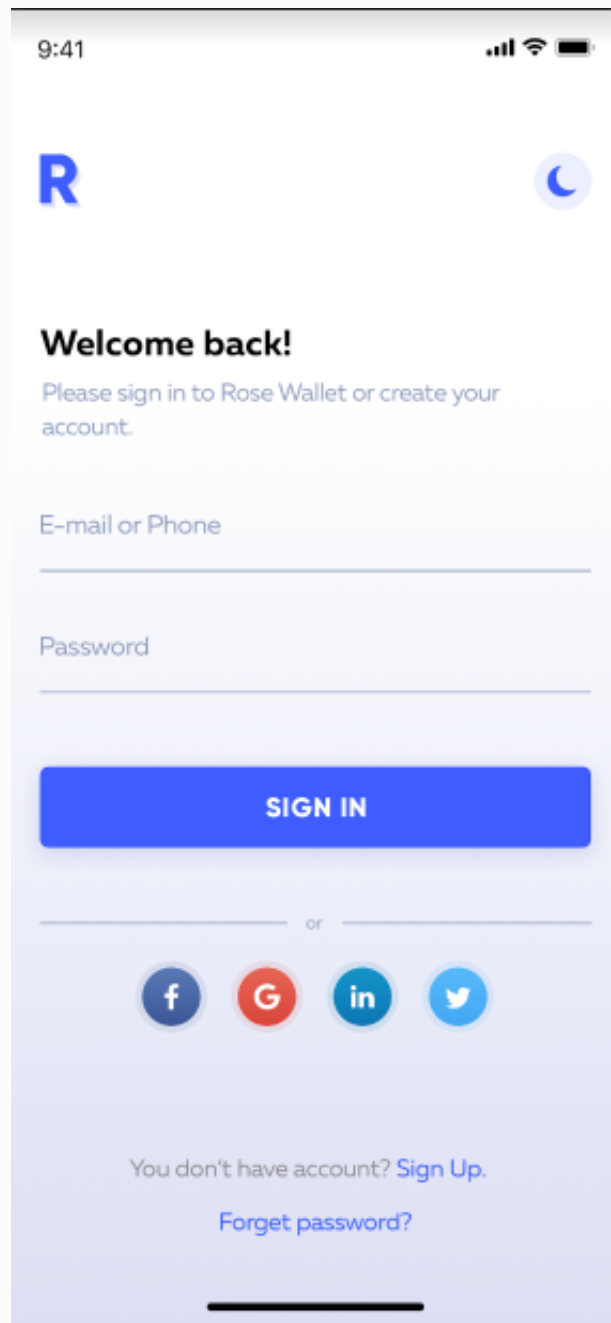 9:41
R
Welcome back!
Please sign in to Rose Wallet or create your
account.
E-mail or Phone
Password
SIGN IN
or
f G in
You don't have account? Sign Up.
Forget password?